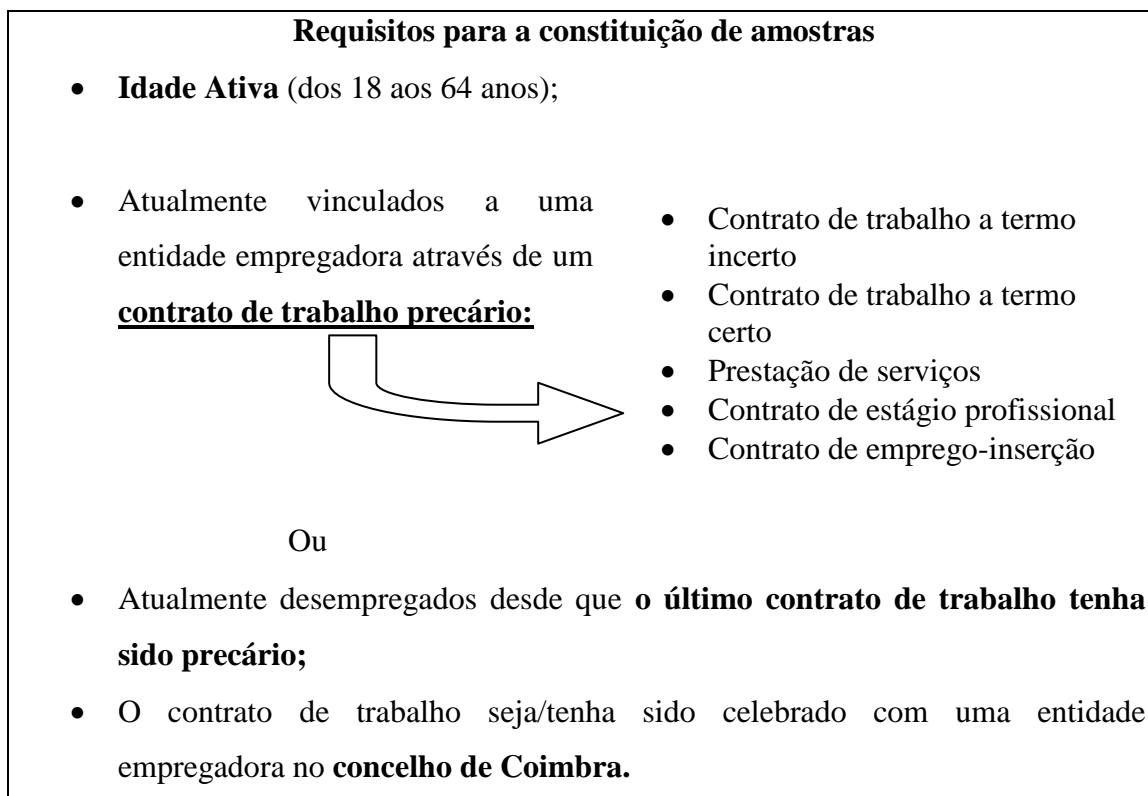 Requisitos para a constituição de amostras
• Idade Ativa (dos 18 aos 64 anos);
• Atualmente vinculados a uma
entidade empregadora através de um
contrato de trabalho precário:
• Contrato de trabalho a termo
incerto
• Contrato de trabalho a termo
certo
• Prestação de serviços
• Contrato de estágio profissional
• Contrato de emprego-inserção
Ou
• Atualmente desempregados desde que o último contrato de trabalho tenha
sido precário;
• O contrato de trabalho seja/tenha sido celebrado com uma entidade
empregadora no concelho de Coimbra.